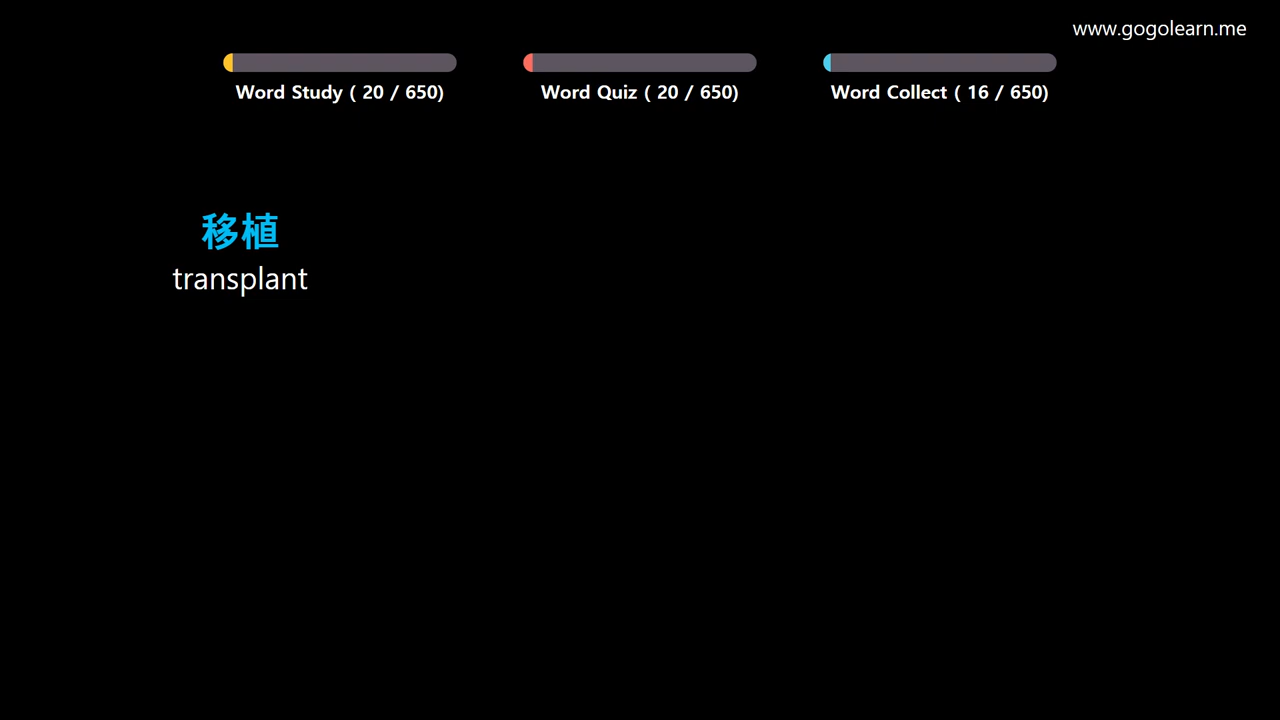 www.gogolearn.me
Word Study ( 20 / 650)
Word Quiz ( 20 / 650)
Word Collect ( 16 / 650)
移植
transplant